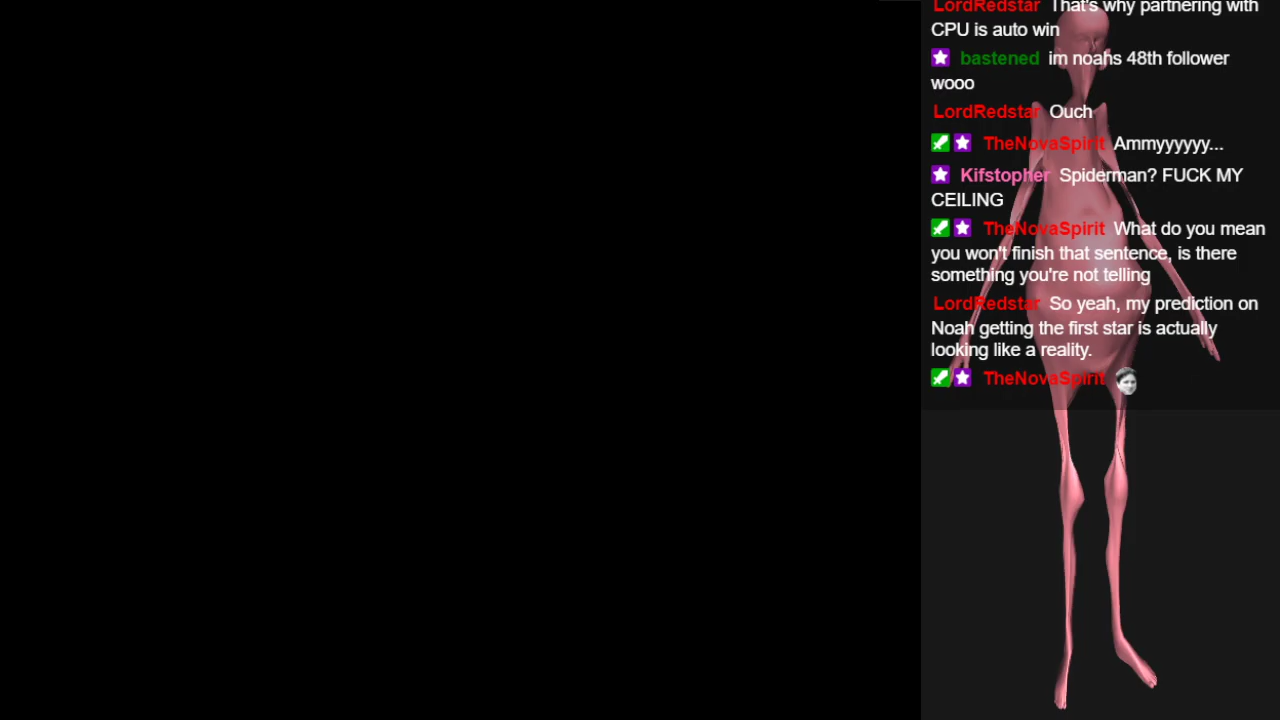 LordRedstar That's why partnering with
CPU is auto win
bastened im noahs 48th follower
wooo
LordRedstar Ouch
TheNovaSpirit Ammyyyyyy...
Kifstopher Spiderman? FUCK MY
CEILING
TheNovaSpirit What do you mean
you won't finish that sentence, is there
something you're not telling
LordRedstar So yeah, my prediction on
Noah getting the first star is actually
looking like a reality.
TheNovaSpirit